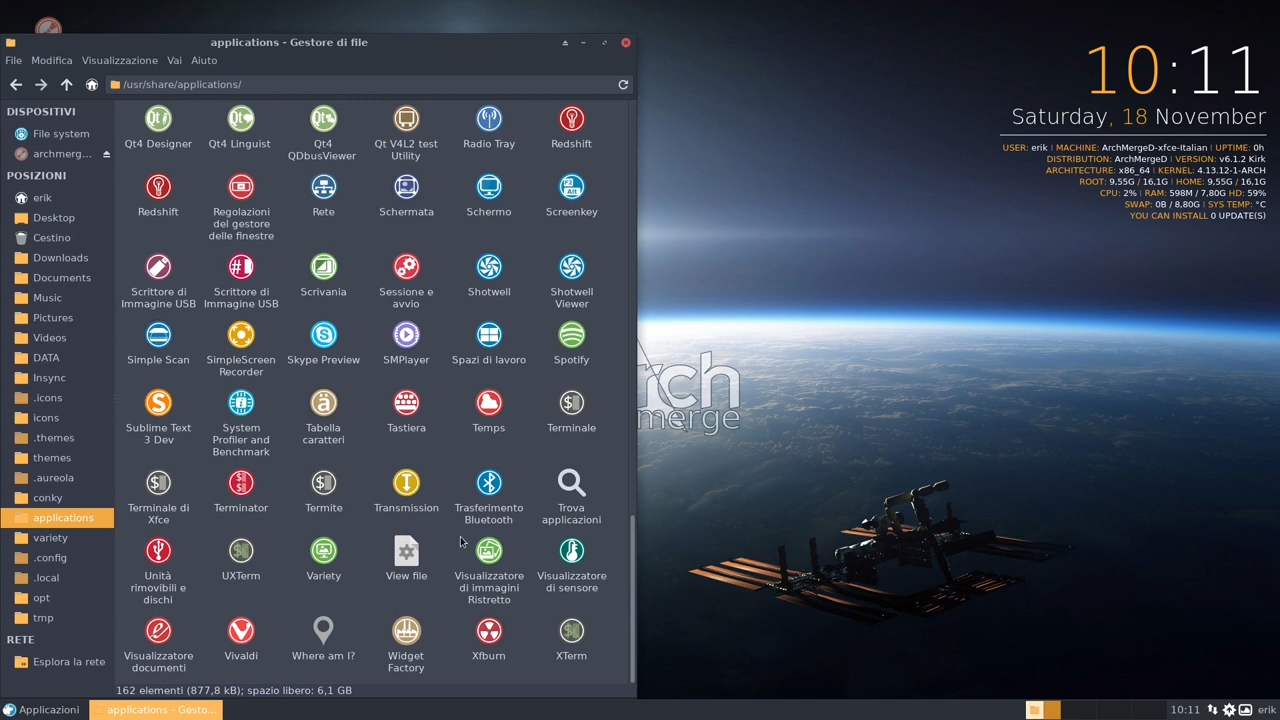 applications - Gestore di file
File Modifica Visualizzazione Vai Aiuto
/usr/share/applications/
DISPOSITIVI
File system
archmerg...
POSIZIONI
erik
Desktop
Cestino
Downloads
Documents
Music
Pictures
Videos
DATA
Insync
.icons
icons
.themes
themes
.aureola
conky
applications
variety
.config
.local
opt
tmp
RETE
Esplora la rete
Qt4 Designer
Qt4 Linguist
Qt4
QDbusViewer
Qt V4L2 test
Utility
Radio Tray
Redshift
Redshift
Regolazioni
del gestore
delle finestre
Rete
Schermata
Schermo
Screenkey
Scrittore di
Immagine USB
Scrittore di
Immagine USB
Scrivania
Sessione e
avvio
Shotwell
Shotwell
Viewer
Simple Scan
SimpleScreen
Recorder
Skype Preview
SMPlayer
Spazi di lavoro
Spotify
Sublime Text
3 Dev
System
Profiler and
Benchmark
Tabella
caratteri
Tastiera
Temps
Terminale
Terminale di
Xfce
Terminator
Termite
Transmission
Trasferimento
Bluetooth
Trova
applicazioni
Unità
rimovibili e
dischi
UXTerm
Variety
View file
Visualizzatore
di immagini
Ristretto
Visualizzatore
di sensore
Visualizzatore
documenti
Vivaldi
Where am I?
Widget
Factory
Xfburn
XTerm
162 elementi (877,8 kB); spazio libero: 6,1 GB
10:11
Saturday, 18 November
USER: erik | MACHINE: ArchMergeD-xfce-Italian | UPTIME: 0h
DISTRIBUTION: ArchMergeD | VERSION: v6.1.2 Kirk
ARCHITECTURE: x86_64 | KERNEL: 4.13.12-1-ARCH
ROOT: 9,55G / 16,1G | HOME: 9,55G / 16,1G
CPU: 2% | RAM: 598M / 7,80G HD: 59%
SWAP: 0B / 8,80G | SYS TEMP: °C
YOU CAN INSTALL 0 UPDATE(S)
rch
merge
Applicazioni
applications - Gesto...
10:11
erik